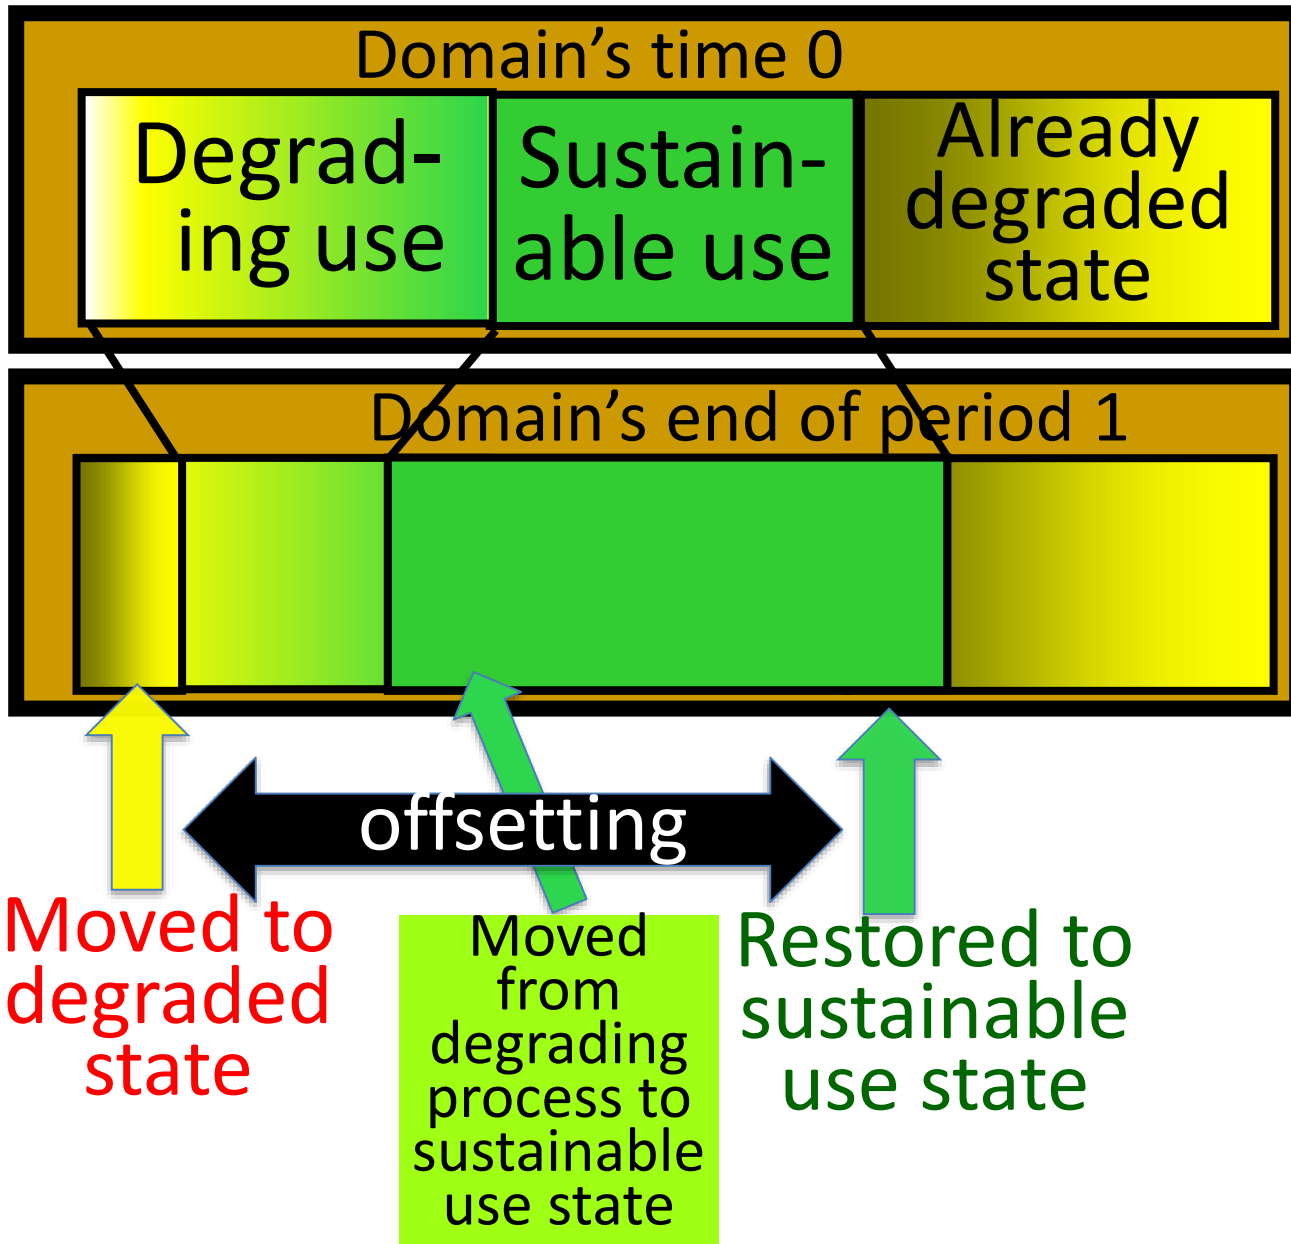 Domain’s time 0
Degrad-
ing use
Sustain-
able use
Already
degraded
state
Domain’s end of period 1
offsetting
Moved to
degraded
state
Moved
from
degrading
process to
sustainable
use state
Restored to
sustainable
use state